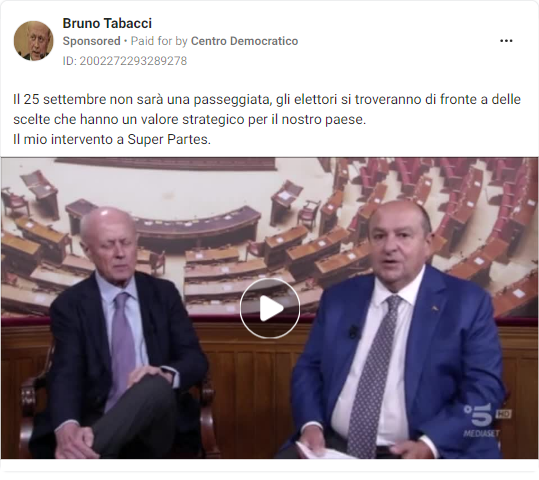 Bruno Tabacci
Sponsored • Paid for by Centro Democratico
ID: 2002272293289278
Il 25 settembre non sarà una passeggiata, gli elettori si troveranno di fronte a delle
scelte che hanno un valore strategico per il nostro paese.
Il mio intervento a Super Partes.
5 HD
MEDIASET